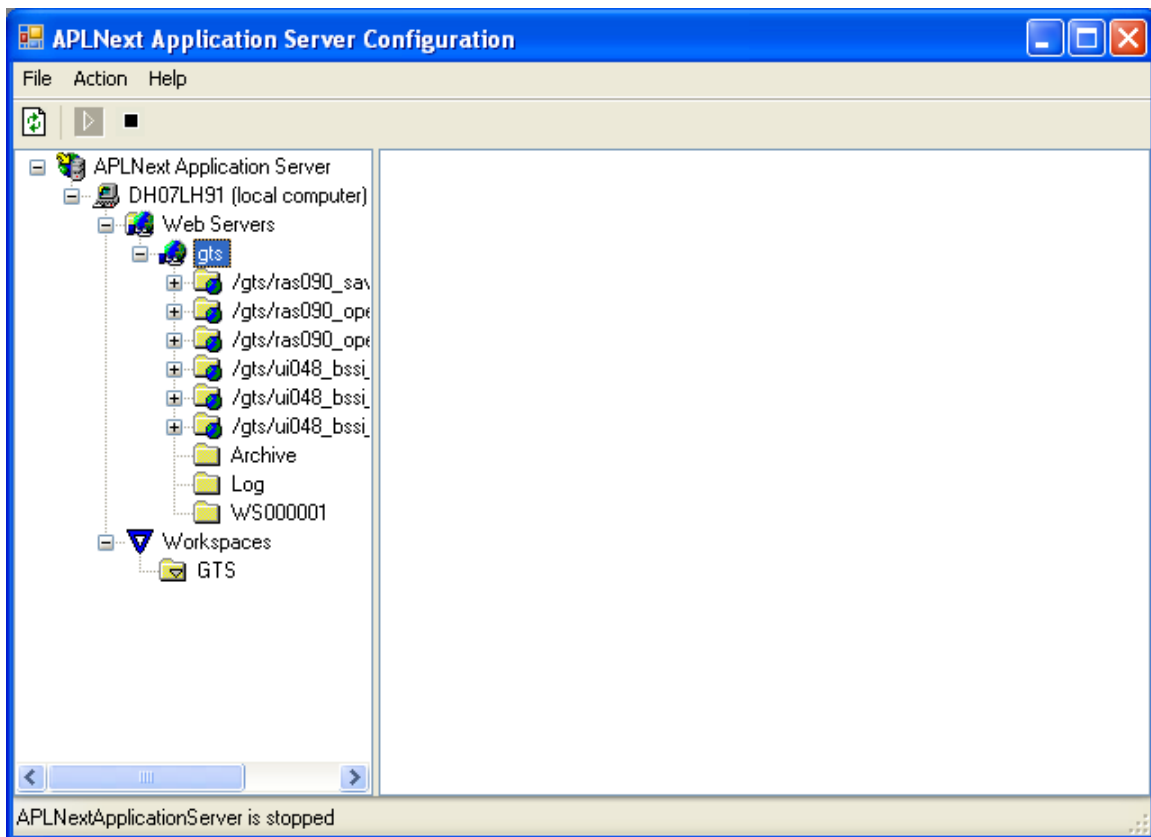 APLNext Application Server Configuration
File Action Help
APLNext Application Server
DH07LH91 (local computer)
Web Servers
gts
/gts/ras090_sav
/gts/ras090_ope
/gts/ras090_ope
/gts/ui048_bssi_
/gts/ui048_bssi_
/gts/ui048_bssi_
Archive
Log
WS000001
Workspaces
GTS
APLNextApplicationServer is stopped